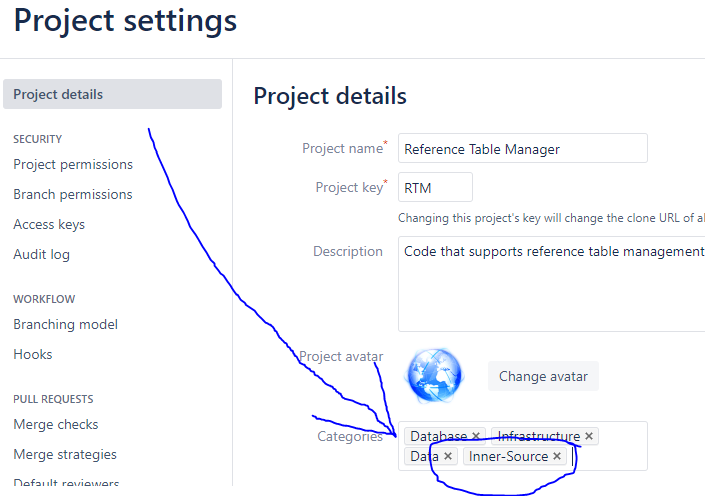 Project settings
Project details
SECURITY
Project permissions
Branch permissions
Access keys
Audit log
WORKFLOW
Branching model
Hooks
PULL REQUESTS
Merge checks
Merge strategies
Default reviewers
Project details
Project name* Reference Table Manager
Project key* RTM
Changing this project's key will change the clone URL of al
Description Code that supports reference table management
Project avatar Change avatar
Categories Database × Infrastructure ×
Data × Inner-Source ×